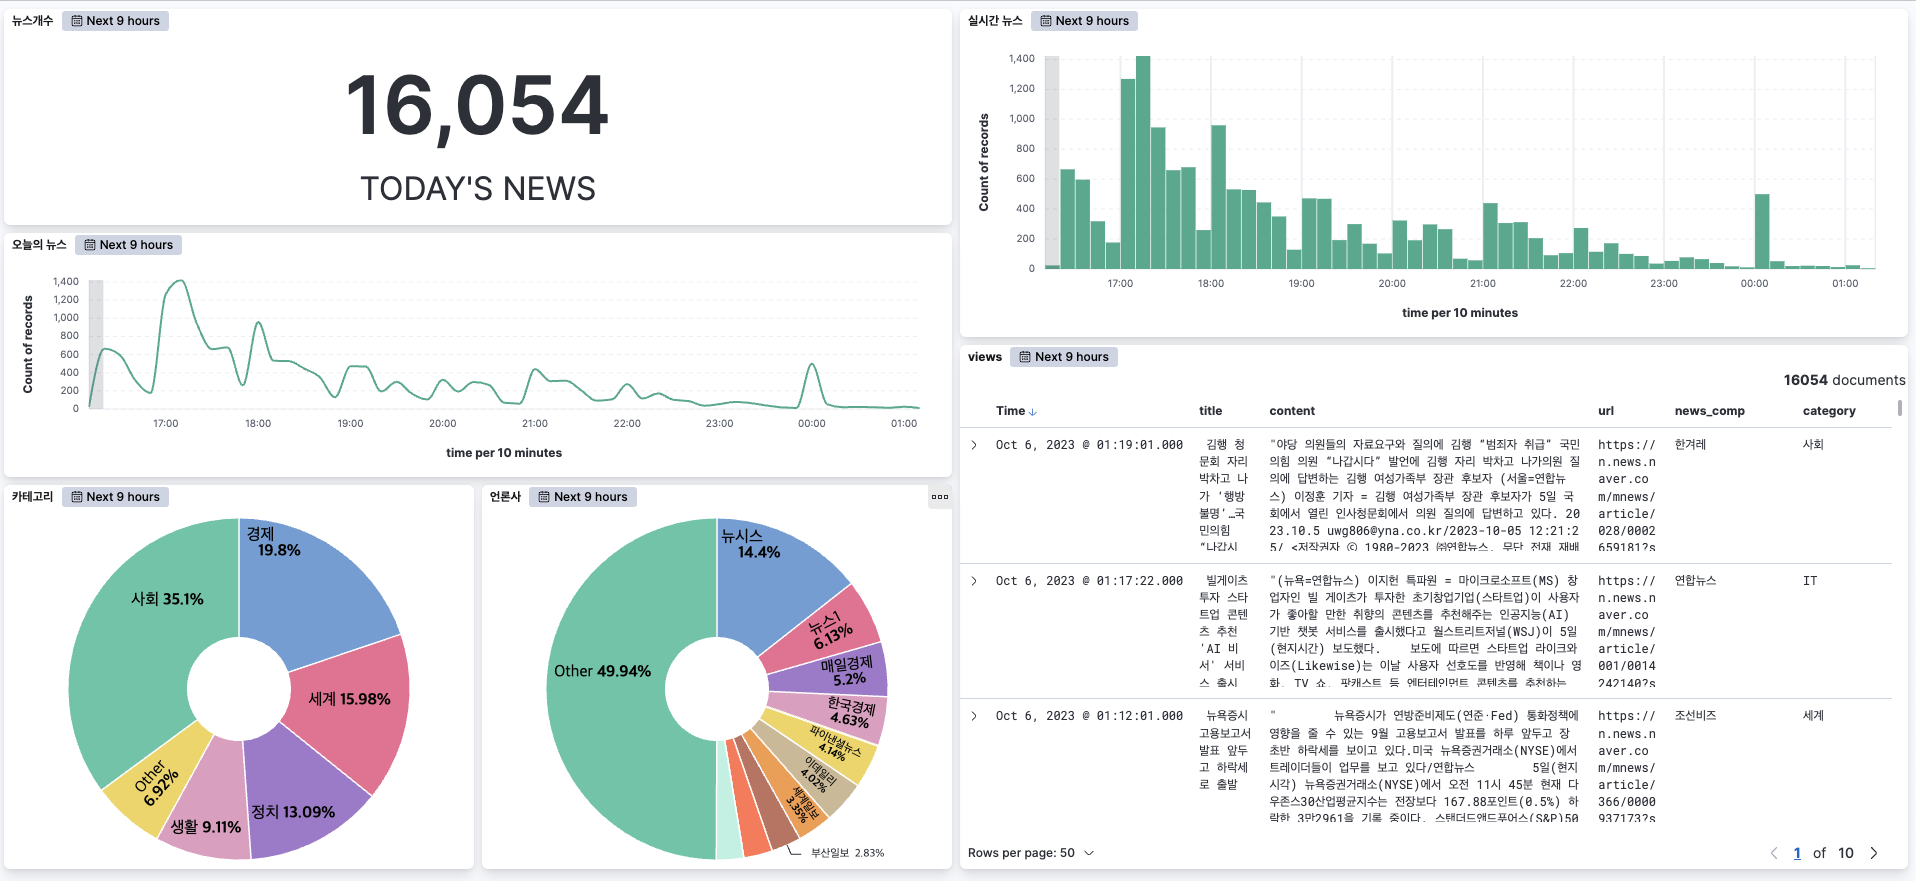 뉴스개수 Next 9 hours
16,054
TODAY'S NEWS
오늘의 뉴스 Next 9 hours
Count of records
1,400
1,200
1,000
800
600
400
200
0
17:00 18:00 19:00 20:00 21:00 22:00 23:00 00:00 01:00
time per 10 minutes
카테고리 Next 9 hours
경제
19.8%
사회 35.1%
세계 15.98%
Other
6.92%
정치 13.09%
생활 9.11%
언론사 Next 9 hours
뉴시스
14.4%
뉴스1
6.13%
매일경제
5.2%
Other 49.94%
한국경제
4.63%
파이낸셜뉴스
4.14%
이데일리
4.02%
세계일보
3.35%
부산일보 2.83%
실시간 뉴스 Next 9 hours
Count of records
1,400
1,200
1,000
800
600
400
200
0
17:00 18:00 19:00 20:00 21:00 22:00 23:00 00:00 01:00
time per 10 minutes
views Next 9 hours
16054 documents
Time title content url news_comp category
Oct 6, 2023 @ 01:19:01.000
김행 청
문회 자리
박차고 나
가 '행방
불명'…국
민의힘
“나갑시
"야당 의원들의 자료요구와 질의에 김행 “범죄자 취급” 국민
의힘 의원 “나갑시다” 발언에 김행 자리 박차고 나가의원 질
의에 답변하는 김행 여성가족부 장관 후보자 (서울=연합뉴
스) 이정훈 기자 = 김행 여성가족부 장관 후보자가 5일 국
회에서 열린 인사청문회에서 의원 질의에 답변하고 있다. 20
23.10.5 uwg806@yna.co.kr/2023-10-05 12:21:2
5/ <저작권자 ⓒ 1980-2023 ㈜연합뉴스. 무단 전재 재배
https://
n.news.n
aver.co
m/mnews/
article/
028/0002
659181?s
한겨레
사회
Oct 6, 2023 @ 01:17:22.000
빌게이츠
투자 스타
트업 콘텐
츠 추천
'AI 비
서' 서비
스 출시
"(뉴욕=연합뉴스) 이지헌 특파원 = 마이크로소프트(MS) 창
업자인 빌 게이츠가 투자한 초기창업기업(스타트업)이 사용자
가 좋아할 만한 취향의 콘텐츠를 추천해주는 인공지능(AI)
기반 챗봇 서비스를 출시했다고 월스트리트저널(WSJ)이 5일
(현지시간) 보도했다. 보도에 따르면 스타트업 라이크와
이즈(Likewise)는 이날 사용자 선호도를 반영해 책이나 영
화, TV 쇼, 팟캐스트 등 엔터테인먼트 콘텐츠를 추천하는
https://
n.news.n
aver.co
m/mnews/
article/
001/0014
242140?s
연합뉴스
IT
Oct 6, 2023 @ 01:12:01.000
뉴욕증시
고용보고서
발표 앞두
고 하락세
로 출발
" 뉴욕증시가 연방준비제도(연준·Fed) 통화정책에
영향을 줄 수 있는 9월 고용보고서 발표를 하루 앞두고 장
초반 하락세를 보이고 있다.미국 뉴욕증권거래소(NYSE)에서
트레이더들이 업무를 보고 있다/연합뉴스 5일(현지
시각) 뉴욕증권거래소(NYSE)에서 오전 11시 45분 현재 다
우존스30산업평균지수는 전장보다 167.88포인트(0.5%) 하
락한 3만2961을 기록 중이다. 스탠더드앤드푸어스(S&P)50
https://
n.news.n
aver.co
m/mnews/
article/
366/0000
937173?s
조선비즈
세계
Rows per page: 50
1 of 10